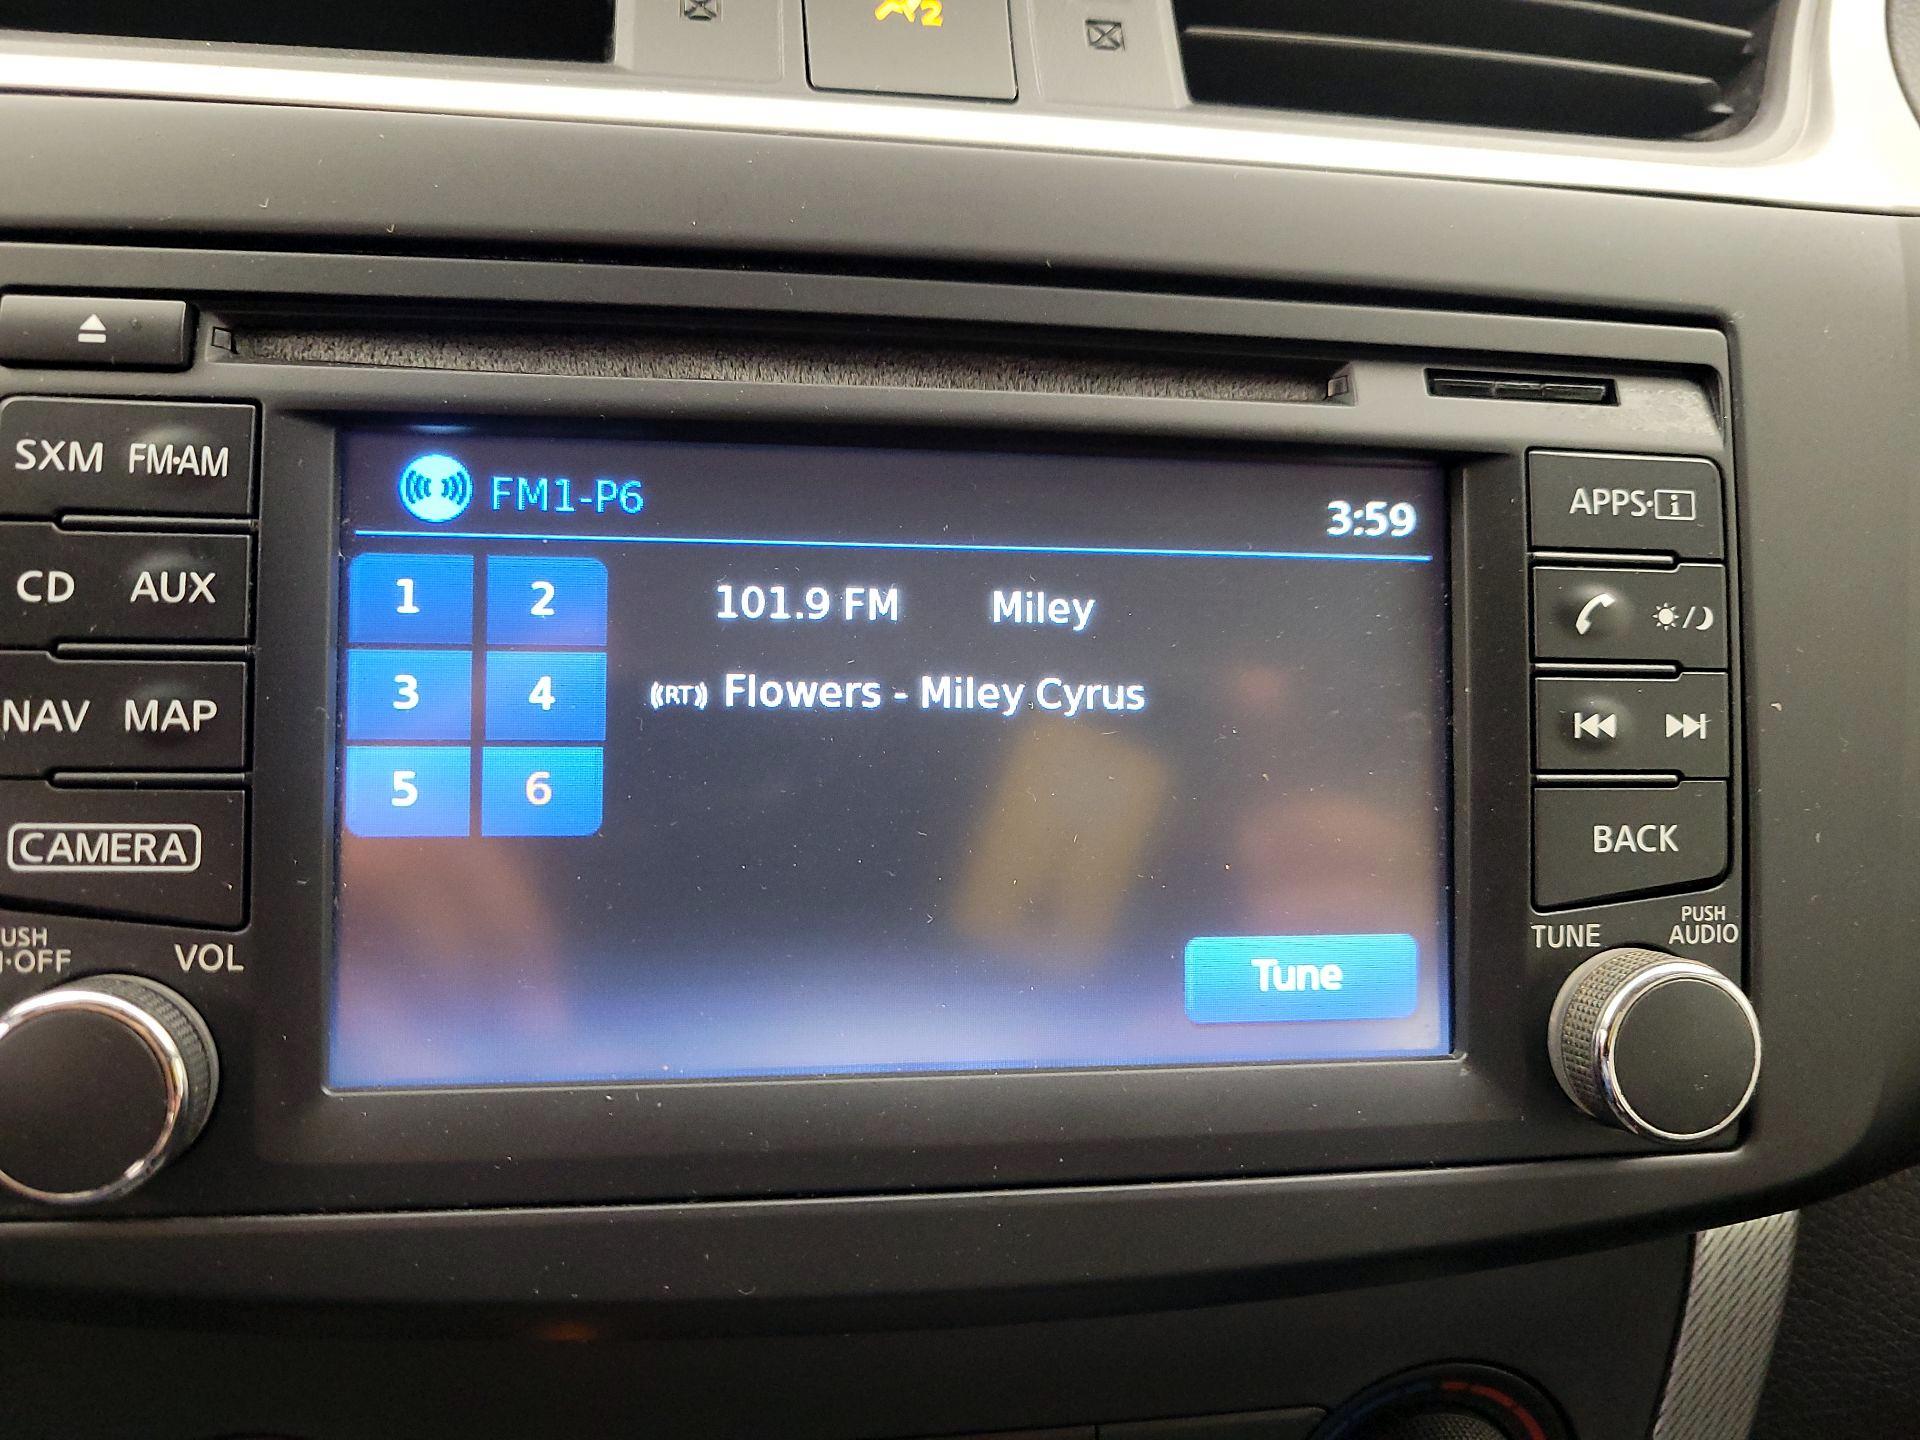 SXM FM·AM
CD AUX
NAV MAP
CAMERA
VOL
FM1-P6
3:59
1 2
3 4
5 6
101.9 FM Miley
RT Flowers - Miley Cyrus
Tune
APPS·i
BACK
TUNE
PUSH
AUDIO